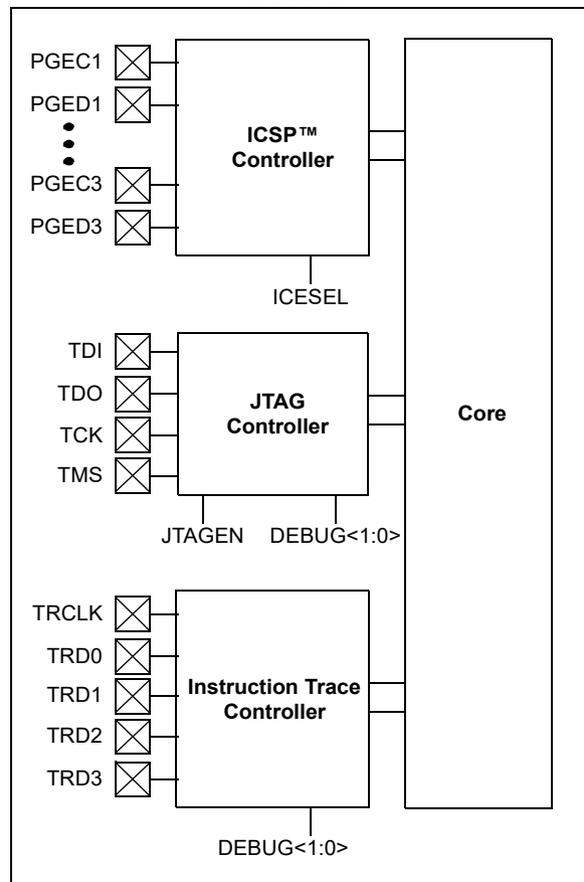 PGEC1
PGED1
PGEC3
PGED3
ICSP™
Controller
ICESEL
TDI
TDO
TCK
TMS
JTAG
Controller
JTAGEN
DEBUG<1:0>
TRCLK
TRD0
TRD1
TRD2
TRD3
Instruction Trace
Controller
DEBUG<1:0>
Core